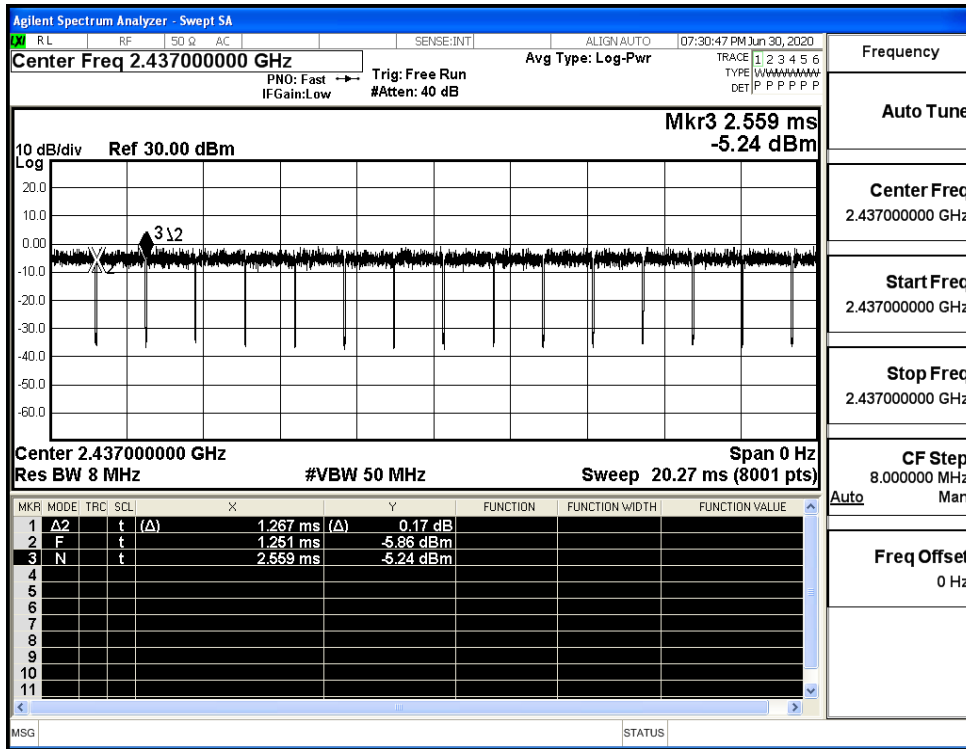 Agilent Spectrum Analyzer - Swept SA
LXI RL RF 50 Ω AC SENSE:INT ALIGN AUTO 07:30:47 PM Jun 30, 2020
Center Freq 2.437000000 GHz
Avg Type: Log-Pwr
TRACE 1 2 3 4 5 6
PNO: Fast
Trig: Free Run
TYPE
IFGain:Low
#Atten: 40 dB
DET P P P P P P
Mkr3 2.559 ms
10 dB/div Ref 30.00 dBm
-5.24 dBm
Log
20.0
10.0
0.00
-10.0
-20.0
-30.0
-40.0
-50.0
-60.0
3 Δ2
2
Center 2.437000000 GHz Span 0 Hz
Res BW 8 MHz #VBW 50 MHz Sweep 20.27 ms (8001 pts)
MKR MODE TRC SCL X Y FUNCTION FUNCTION WIDTH FUNCTION VALUE
1 Δ2 t (Δ) 1.267 ms (Δ) 0.17 dB
2 F t 1.251 ms -5.86 dBm
3 N t 2.559 ms -5.24 dBm
4
5
6
7
8
9
10
11
MSG STATUS
Frequency
Auto Tune
Center Freq
2.437000000 GHz
Start Freq
2.437000000 GHz
Stop Freq
2.437000000 GHz
CF Step
8.000000 MHz
Auto Man
Freq Offset
0 Hz